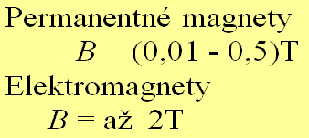 Permanentné magnety
B (0,01 - 0,5)T
Elektromagnety
B = až 2T